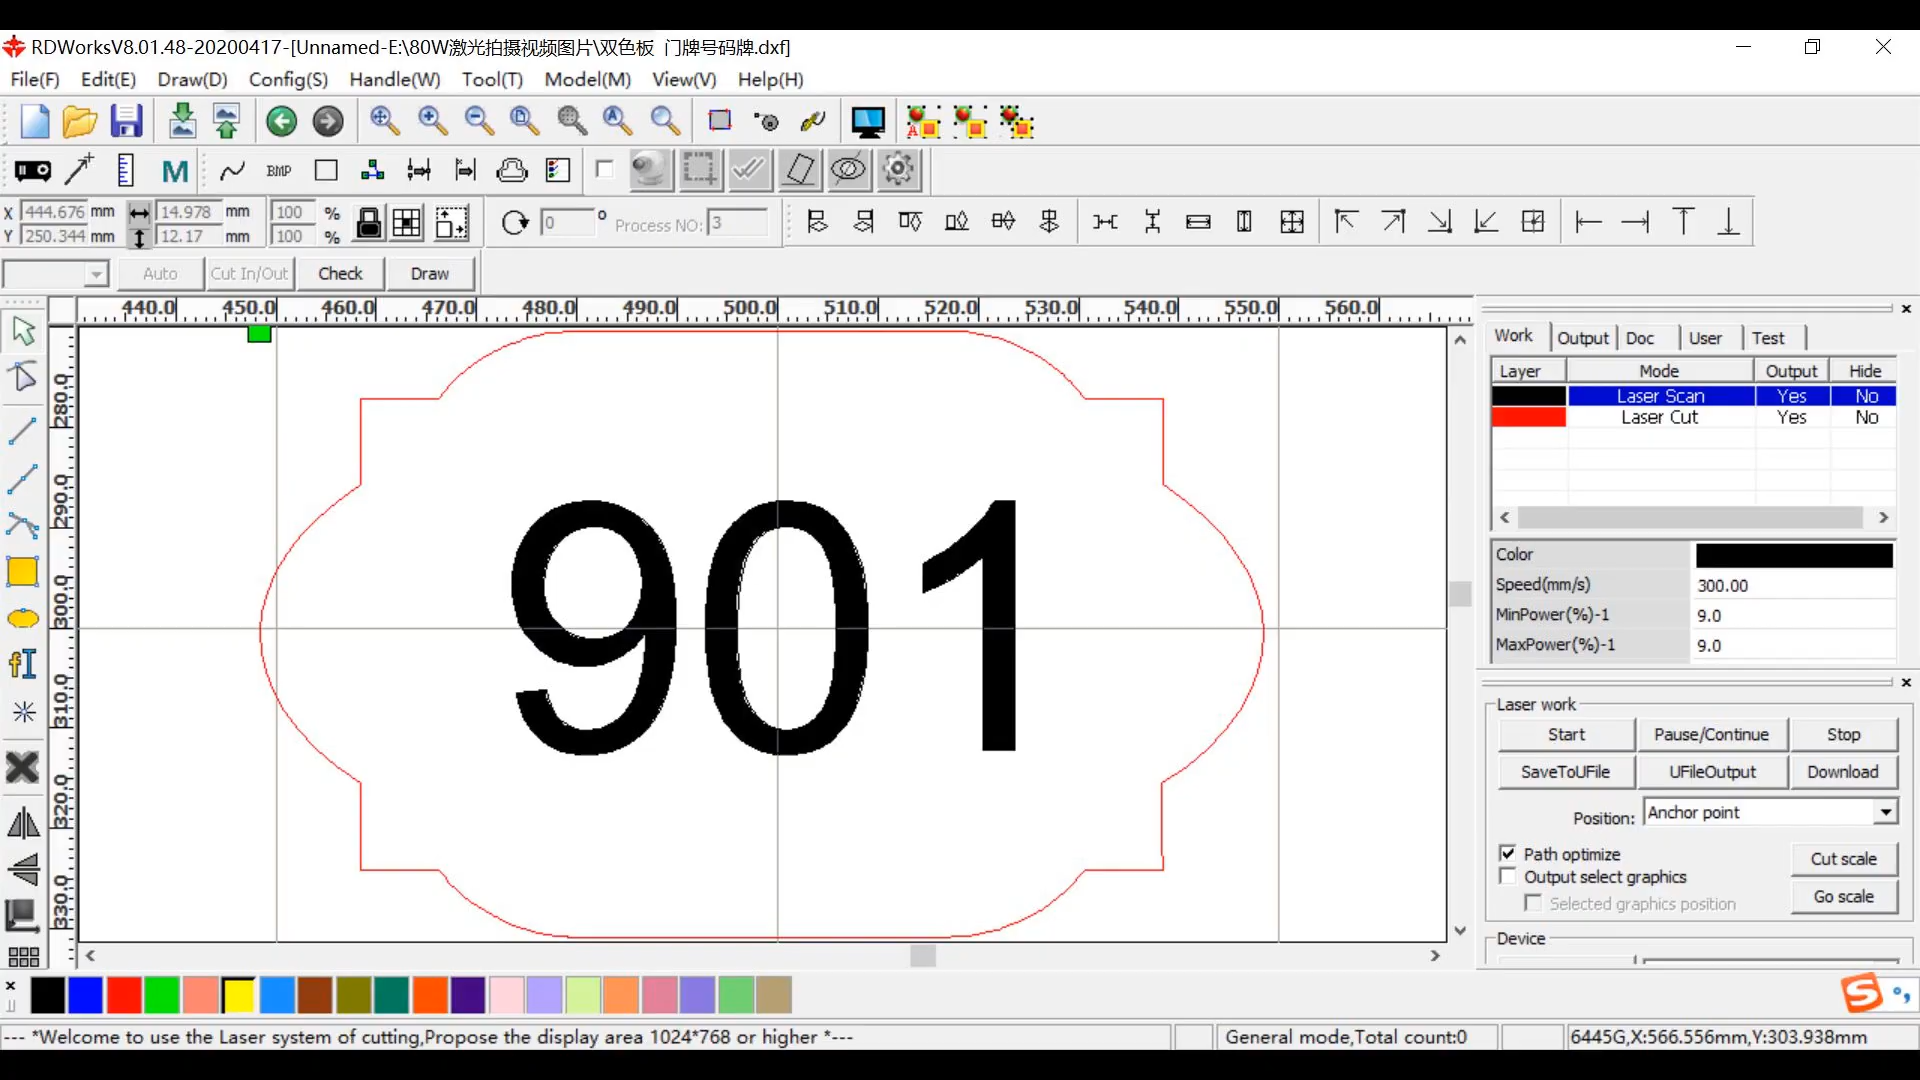 RDWorksV8.01.48-20200417-[Unnamed-E:\80W激光拍摄视频图片\双色板 门牌号码牌.dxf]
File(F) Edit(E) Draw(D) Config(S) Handle(W) Tool(T) Model(M) View(V) Help(H)
A
M BMP
X 444.676 mm 14.978 mm 100 %
Y 250.344 mm 12.17 mm 100 %
0 ° Process NO: 3
Auto Cut In/Out Check Draw
440.0 450.0 460.0 470.0 480.0 490.0 500.0 510.0 520.0 530.0 540.0 550.0 560.0
280.0
290.0
300.0
310.0
320.0
330.0
901
Work Output Doc User Test
Layer Mode Output Hide
Laser Scan Yes No
Laser Cut Yes No
Color
Speed(mm/s) 300.00
MinPower(%)-1 9.0
MaxPower(%)-1 9.0
Laser work
Start Pause/Continue Stop
SaveToUFile UFileOutput Download
Position: Anchor point
Path optimize Cut scale
Output select graphics
Selected graphics position Go scale
Device
--- *Welcome to use the Laser system of cutting,Propose the display area 1024*768 or higher *---
General mode,Total count:0
6445G,X:566.556mm,Y:303.938mm